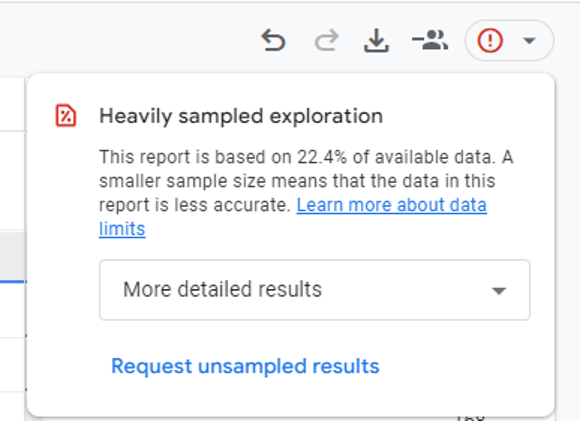 Heavily sampled exploration
This report is based on 22.4% of available data. A
smaller sample size means that the data in this
report is less accurate. Learn more about data
limits
More detailed results
Request unsampled results